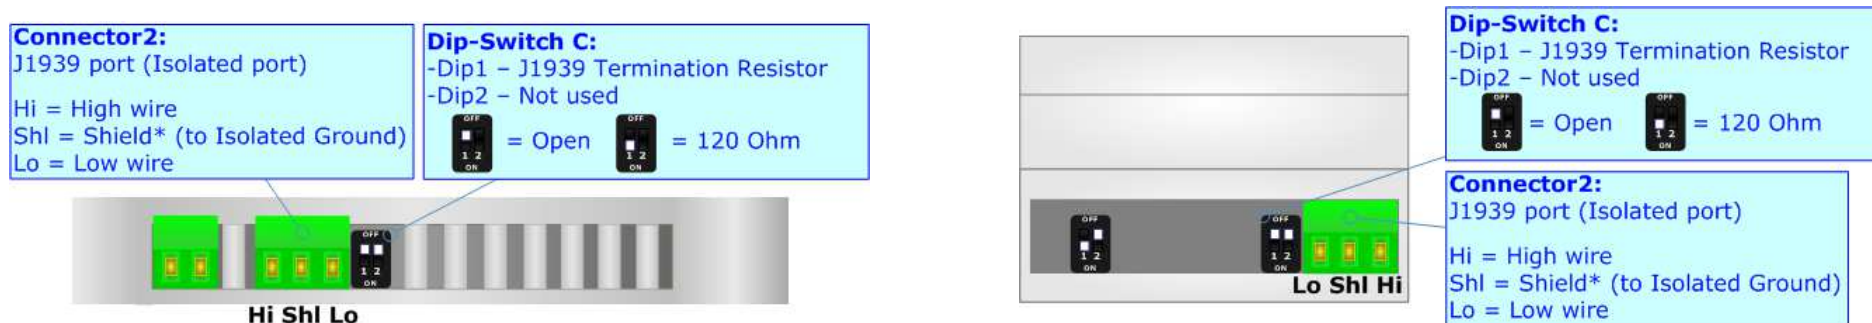 Connector2:
J1939 port (Isolated port)
Hi = High wire
Shl = Shield* (to Isolated Ground)
Lo = Low wire
Dip-Switch C:
-Dip1 – J1939 Termination Resistor
-Dip2 – Not used
OFF
1 2
ON
= Open
OFF
1 2
ON
= 120 Ohm
OFF
1 2
ON
Hi Shl Lo
Dip-Switch C:
-Dip1 – J1939 Termination Resistor
-Dip2 – Not used
OFF
1 2
ON
= Open
OFF
1 2
ON
= 120 Ohm
Connector2:
J1939 port (Isolated port)
Hi = High wire
Shl = Shield* (to Isolated Ground)
Lo = Low wire
OFF
1 2
ON
OFF
1 2
ON
Lo Shl Hi